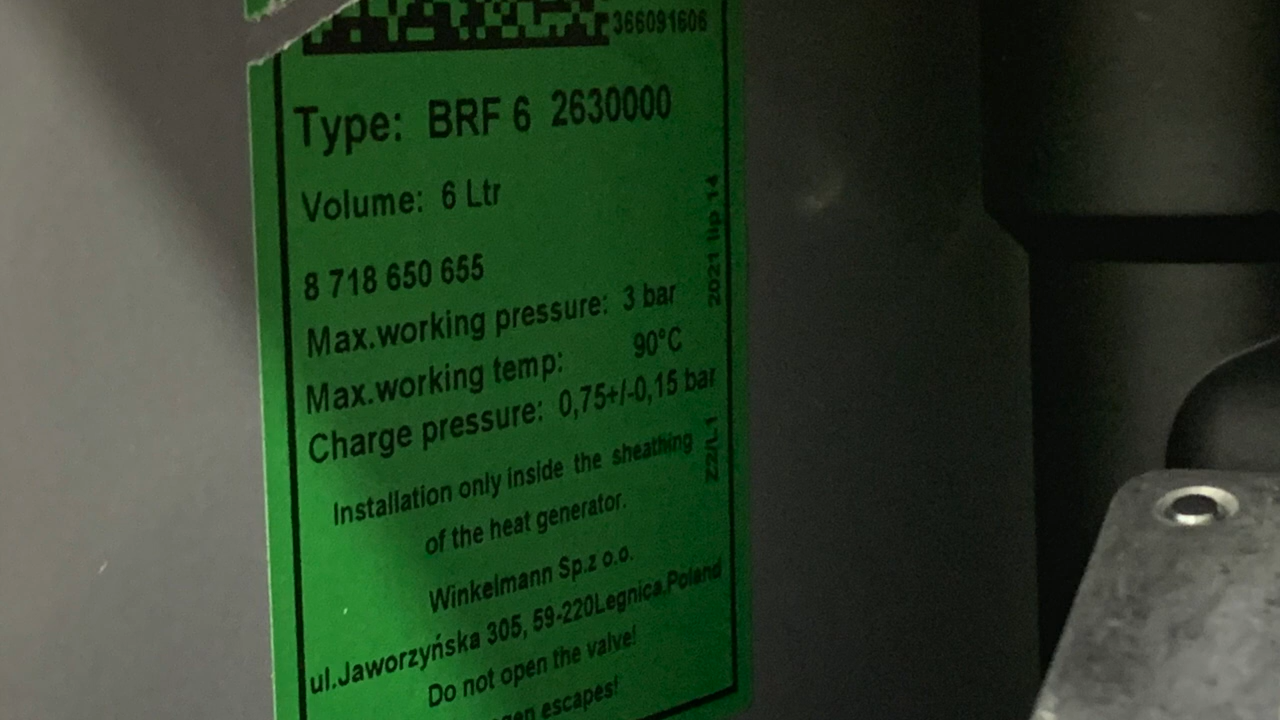 366091606
Type: BRF 6 2630000
Volume: 6 Ltr
8 718 650 655
Max.working pressure: 3 bar
Max.working temp: 90°C
Charge pressure: 0,75+/-0,15 bar
Installation only inside the sheathing
of the heat generator.
Winkelmann Sp.z o.o.
ul.Jaworzyńska 305, 59-220Legnica,Poland
Do not open the valve!
escapes!
2021 lip 14
Z2/L1